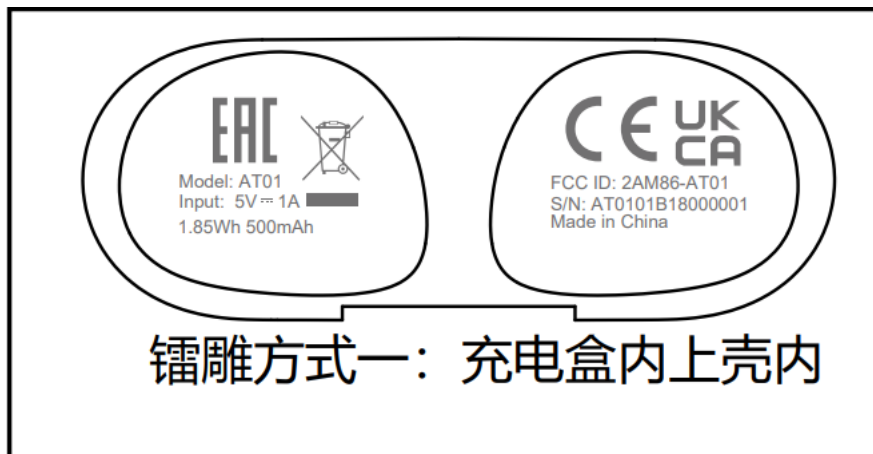 EAC
CE UK
CA
Model: AT01
Input: 5V⎓1A
1.85Wh 500mAh
FCC ID: 2AM86-AT01
S/N: AT0101B18000001
Made in China
镭雕方式一：充电盒内上壳内